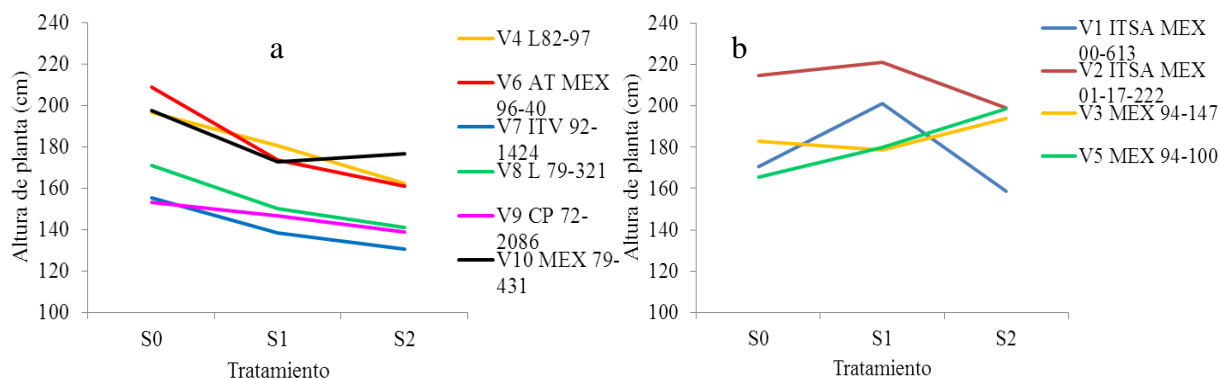 a
Altura de planta (cm)
240
220
200
180
160
140
120
100
S0
S1
S2
Tratamiento
V4 L82-97
V6 AT MEX
96-40
V7 ITV 92-
1424
V8 L 79-321
V9 CP 72-
2086
V10 MEX 79-
431
b
Altura de planta (cm)
240
220
200
180
160
140
120
100
S0
S1
S2
Tratamiento
V1 ITSA MEX
00-613
V2 ITSA MEX
01-17-222
V3 MEX 94-147
V5 MEX 94-100